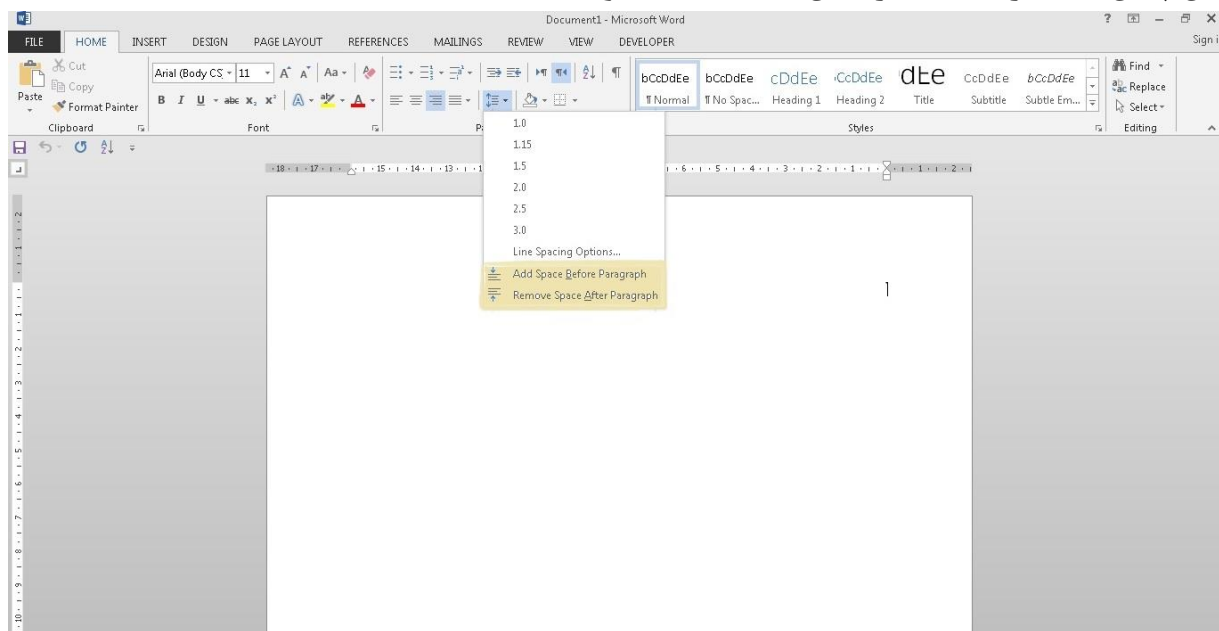 Document1 - Microsoft Word
FILE HOME INSERT DESIGN PAGE LAYOUT REFERENCES MAILINGS REVIEW VIEW DEVELOPER Sign i
Cut
Copy
Format Painter
Paste
Clipboard
Arial (Body CS 11
Font
bCcDdEe bCcDdEe cDdEe CcDdEe dEe CcDdEe bCcDdEe
¶ Normal ¶ No Spac... Heading 1 Heading 2 Title Subtitle Subtle Em...
Styles
Find
Replace
Select
Editing
1.0
1.15
1.5
2.0
2.5
3.0
Line Spacing Options...
Add Space Before Paragraph
Remove Space After Paragraph